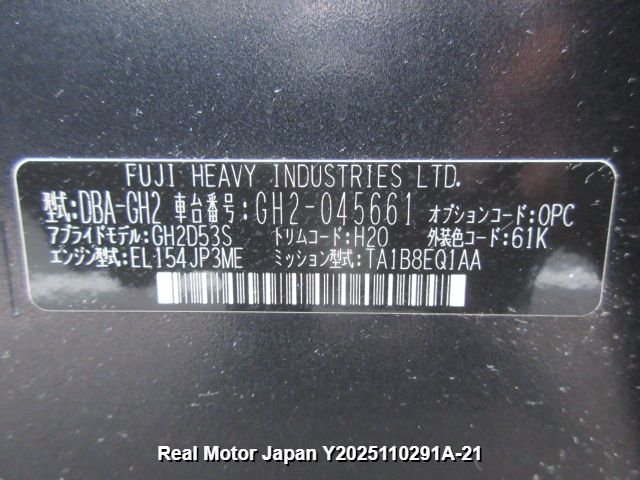 FUJI HEAVY INDUSTRIES LTD.
型式:DBA-GH2 車台番号:GH2-045661 オプションコード:OPC
アプライドモデル:GH2D53S トリムコード:H20 外装色コード:61K
エンジン型式:EL154JP3ME ミッション型式:TA1B8EQ1AA
Real Motor Japan Y2025110291A-21